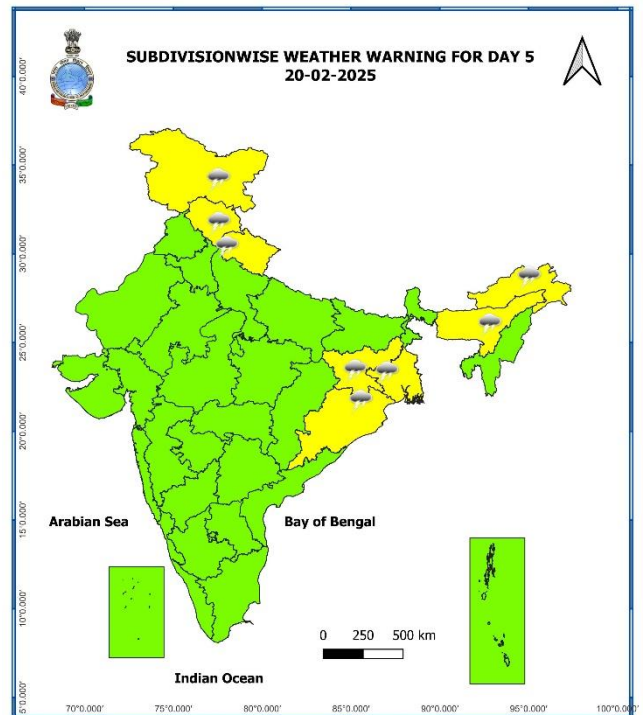 SUBDIVISIONWISE WEATHER WARNING FOR DAY 5
20-02-2025
40°0.000'
35°0.000'
30°0.000'
25°0.000'
20°0.000'
15°0.000'
10°0.000'
5°0.000'
Arabian Sea
Bay of Bengal
0 250 500 km
Indian Ocean
70°0.000' 75°0.000' 80°0.000' 85°0.000' 90°0.000' 95°0.000' 100°0.000'